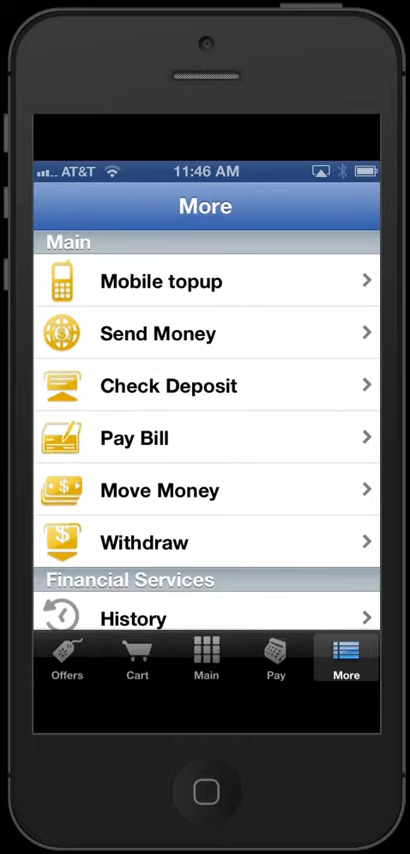 AT&T 11:46 AM
More
Main
Mobile topup
Send Money
Check Deposit
Pay Bill
Move Money
Withdraw
Financial Services
History
Offers Cart Main Pay More